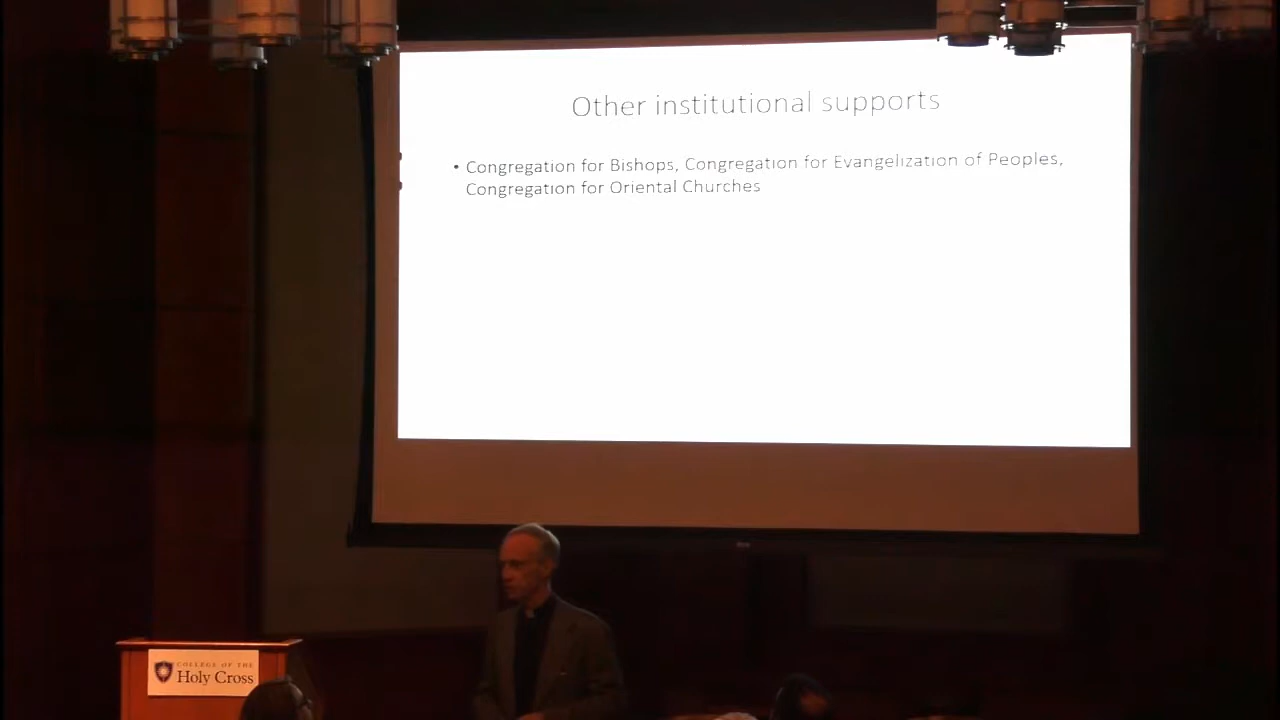 Other institutional supports
• Congregation for Bishops, Congregation for Evangelization of Peoples,
Congregation for Oriental Churches
COLLEGE OF THE
Holy Cross